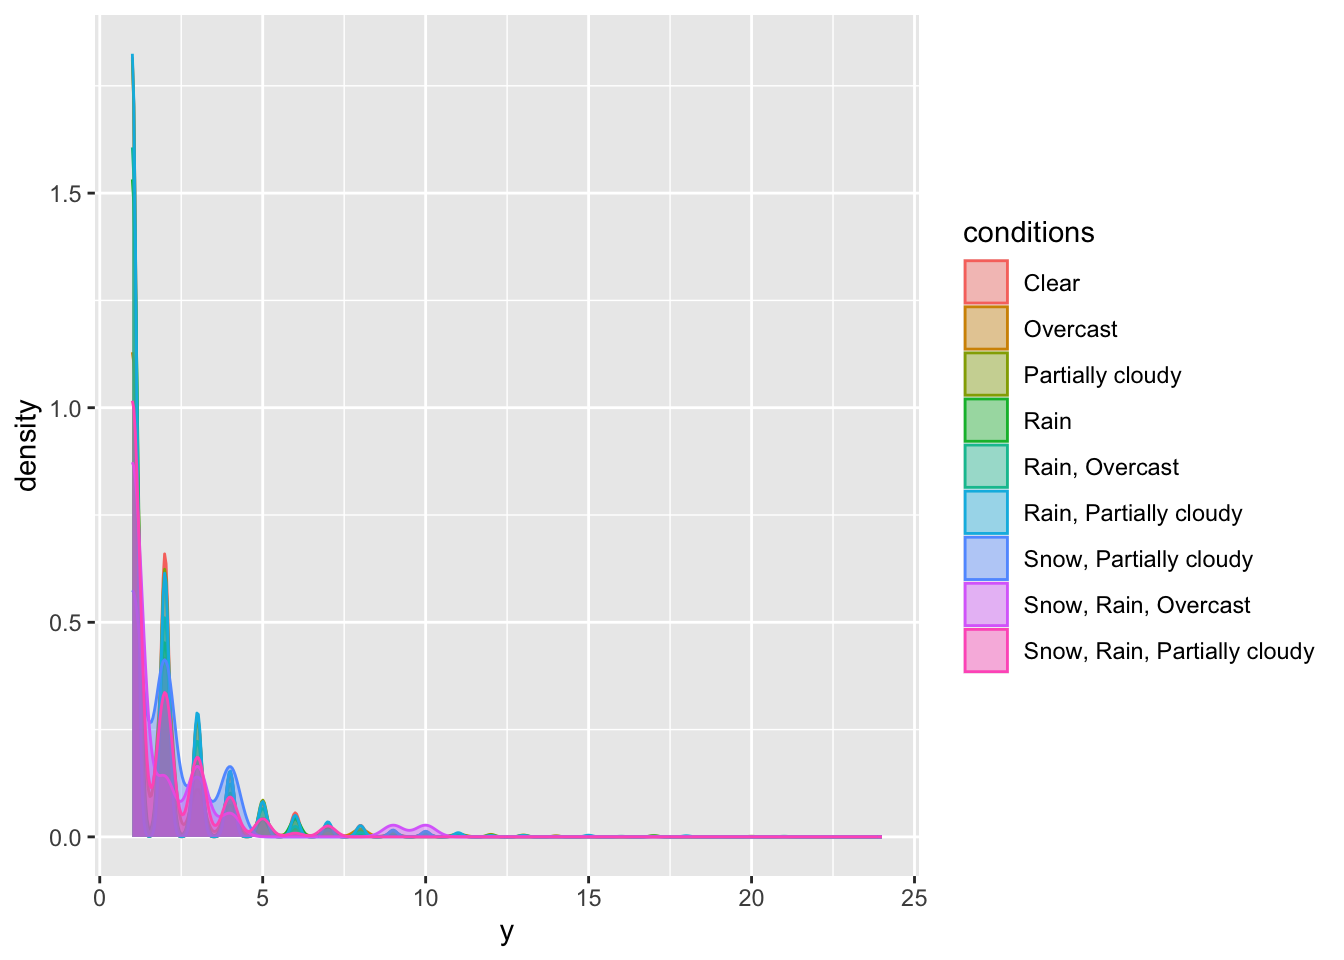 density
1.5
1.0
0.5
0.0
0
5
10
15
20
25
y
conditions
Clear
Overcast
Partially cloudy
Rain
Rain, Overcast
Rain, Partially cloudy
Snow, Partially cloudy
Snow, Rain, Overcast
Snow, Rain, Partially cloudy